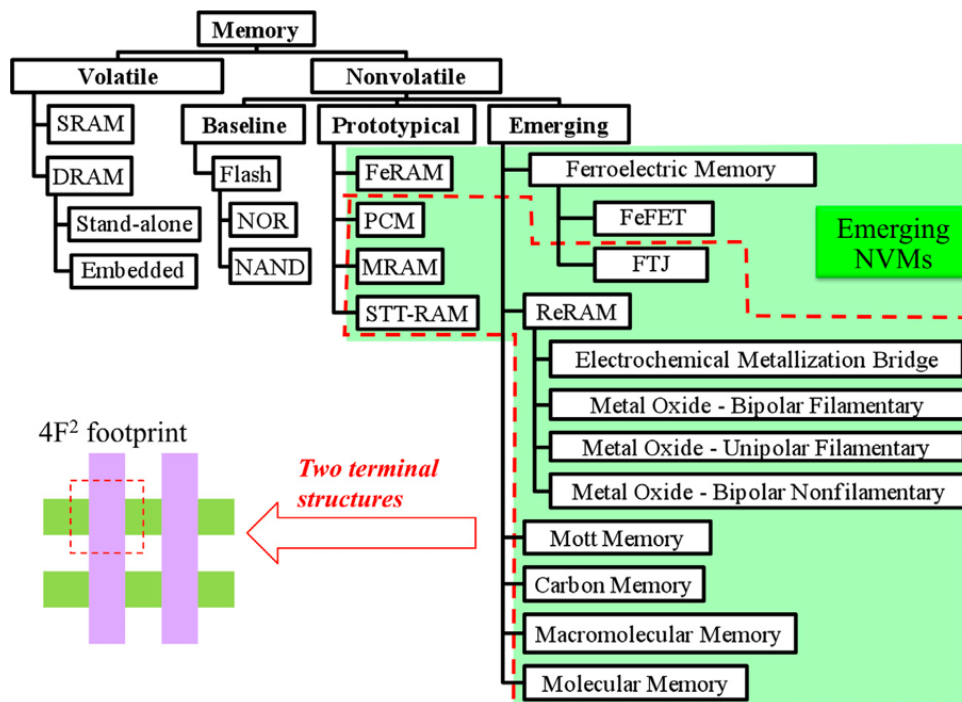 Memory
Volatile
Nonvolatile
SRAM
DRAM
Stand-alone
Embedded
Baseline
Flash
NOR
NAND
Prototypical
FeRAM
PCM
MRAM
STT-RAM
Emerging
Ferroelectric Memory
FeFET
FTJ
ReRAM
Electrochemical Metallization Bridge
Metal Oxide - Bipolar Filamentary
Metal Oxide - Unipolar Filamentary
Metal Oxide - Bipolar Nonfilamentary
Mott Memory
Carbon Memory
Macromolecular Memory
Molecular Memory
Emerging
NVMs
4F² footprint
Two terminal
structures